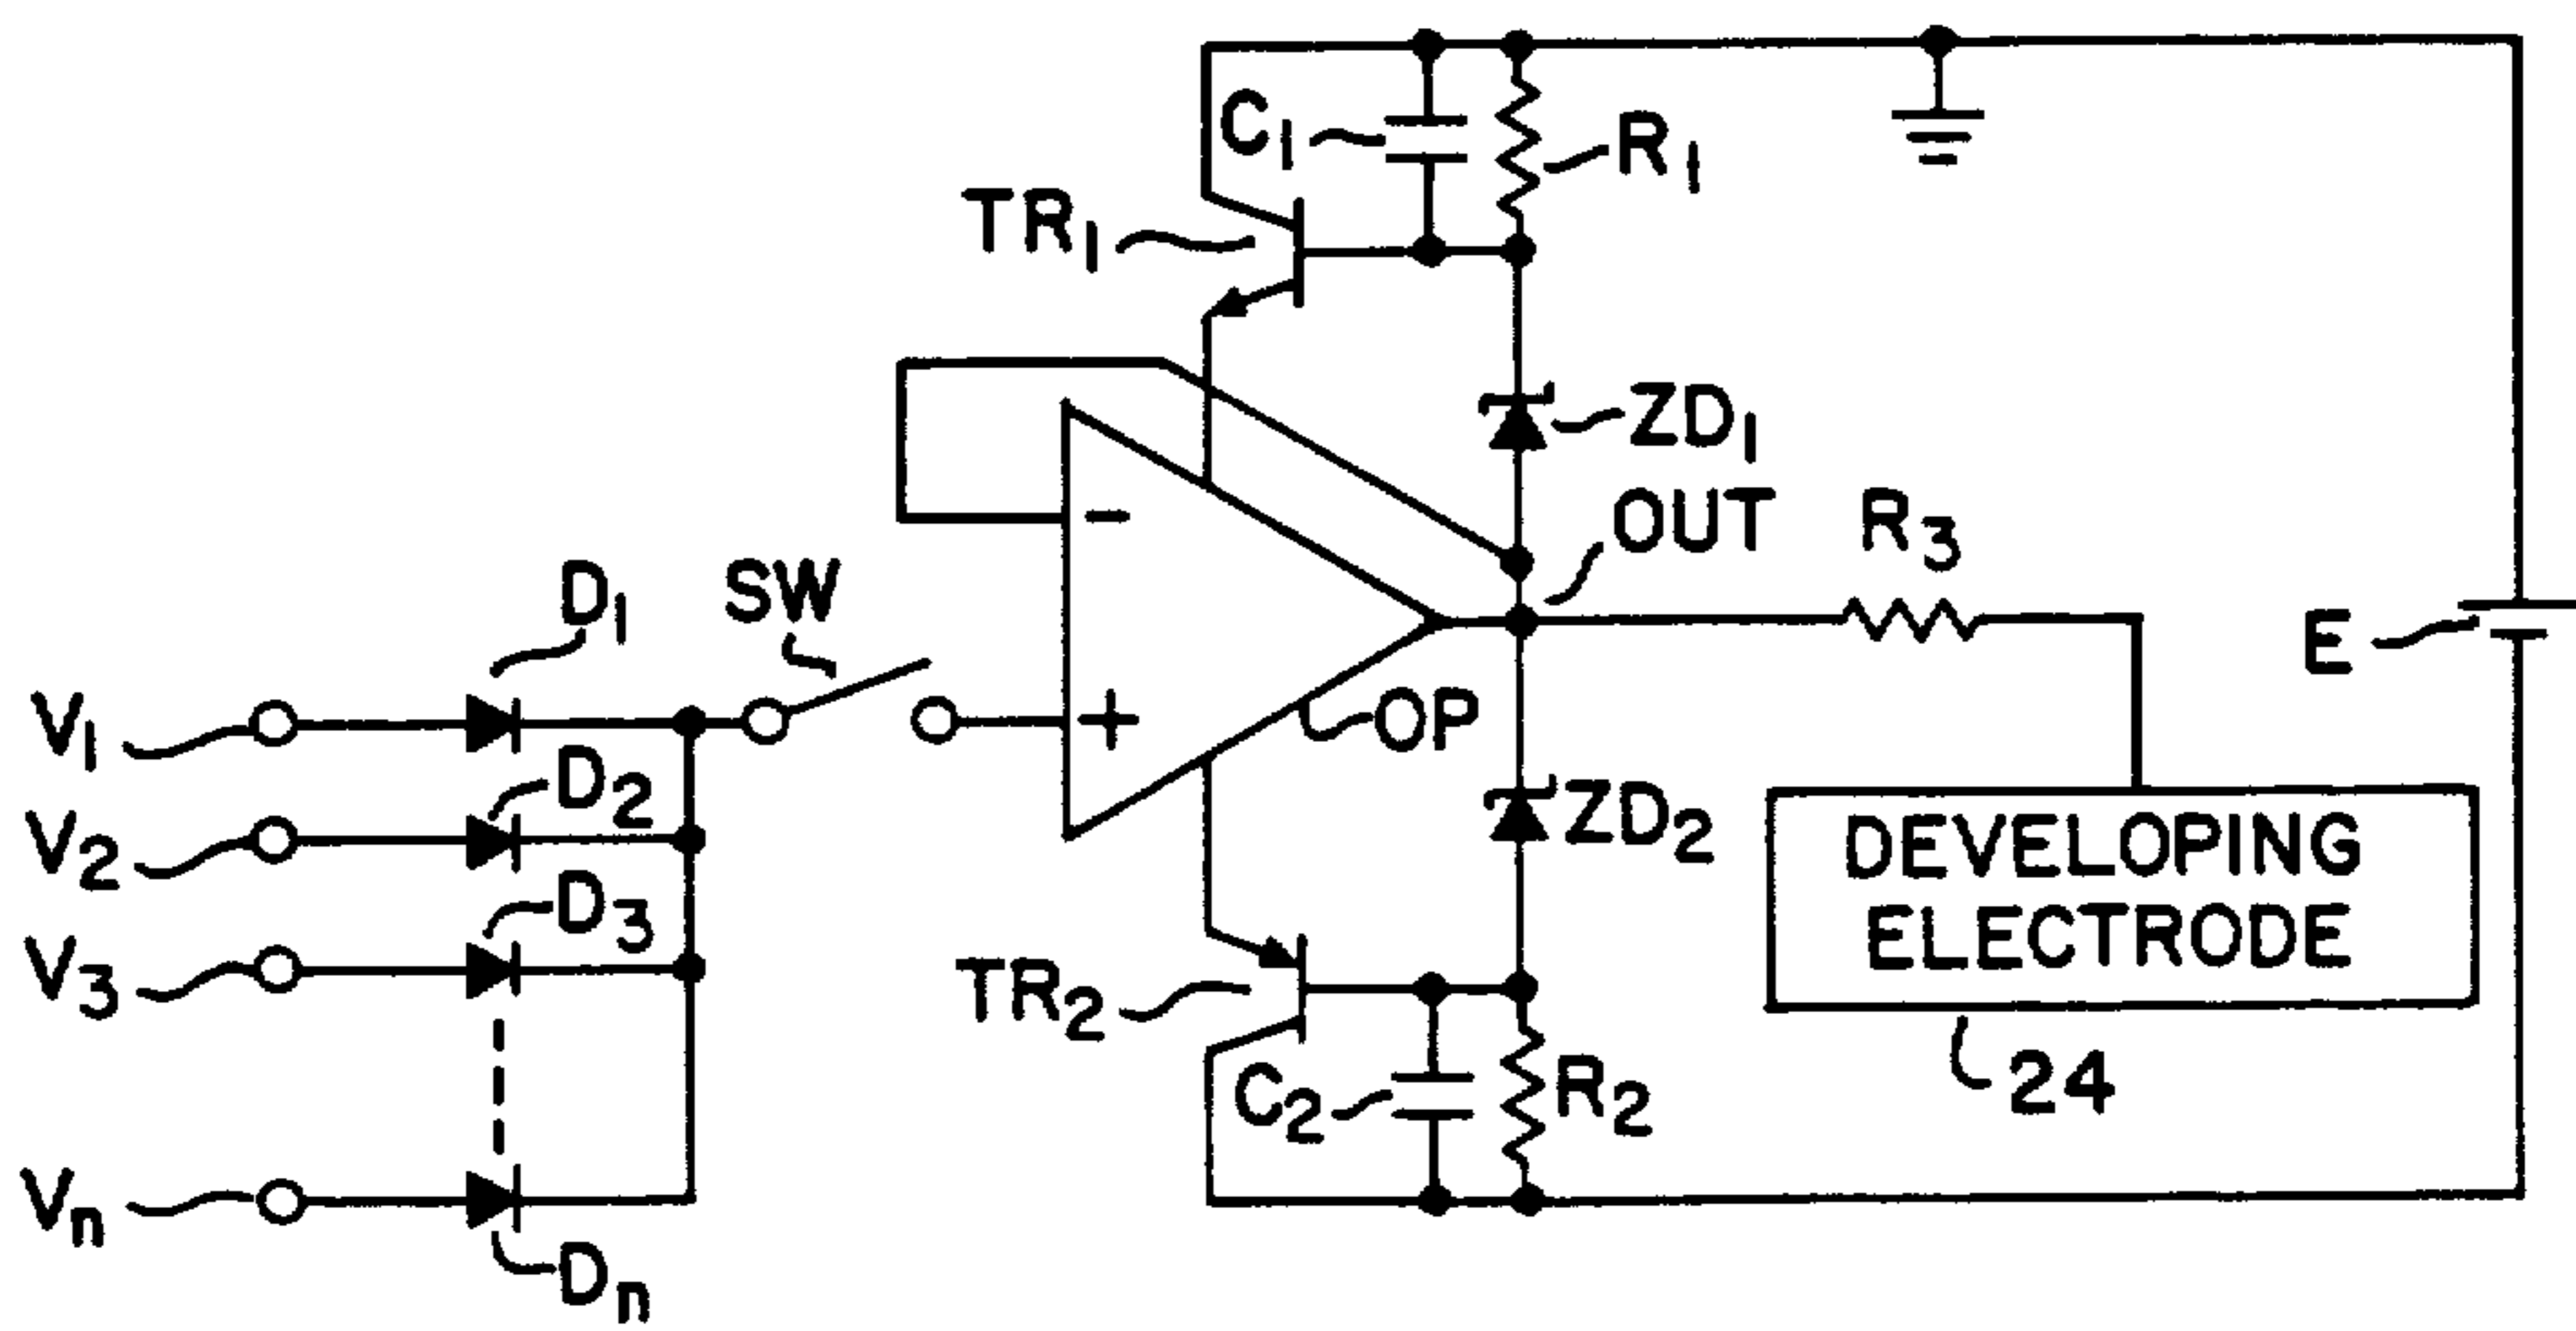 C1
R1
TR1
ZD1
OUT
R3
D1
SW
-
E
V1
+
OP
D2
ZD2
V2
DEVELOPING
ELECTRODE
D3
V3
TR2
24
C2
R2
Vn
Dn